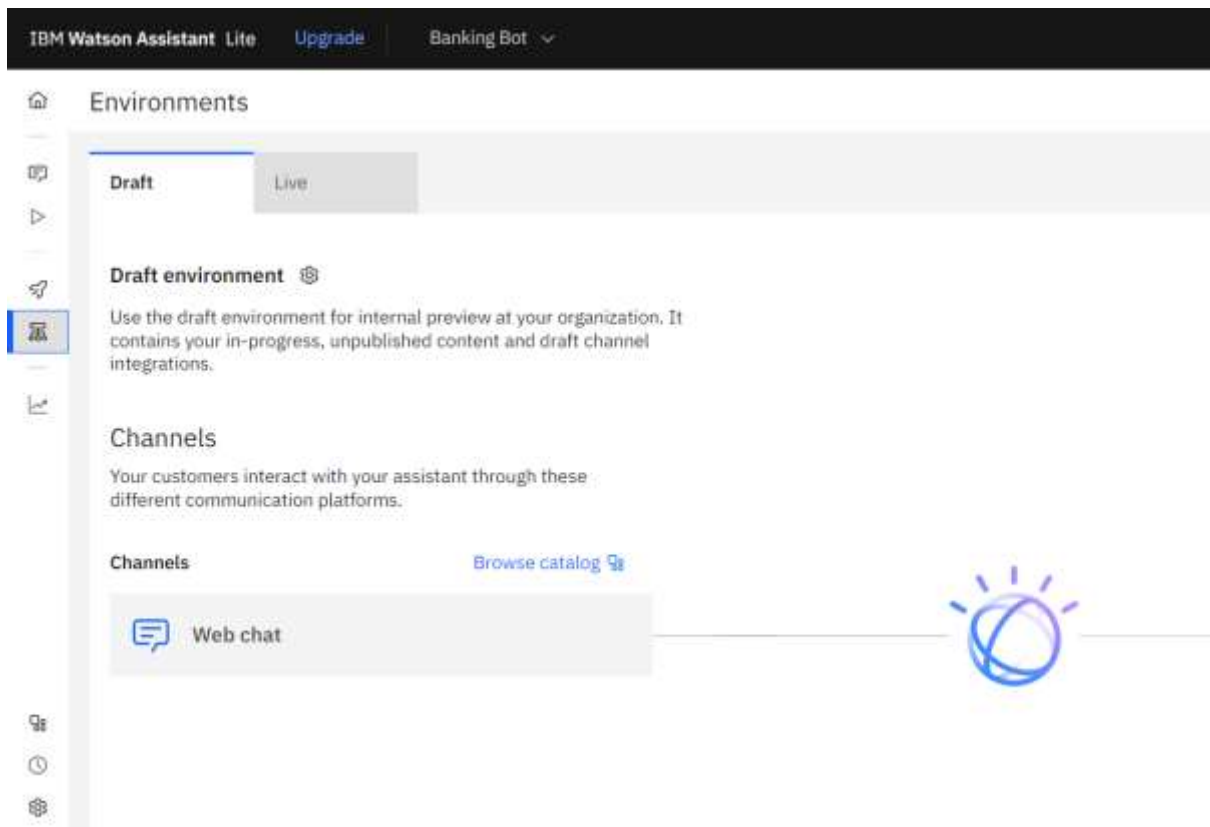 IBM Watson Assistant Lite Upgrade Banking Bot
Environments
Draft Live
Draft environment
Use the draft environment for internal preview at your organization. It
contains your in-progress, unpublished content and draft channel
integrations.
Channels
Your customers interact with your assistant through these
different communication platforms.
Channels Browse catalog
Web chat